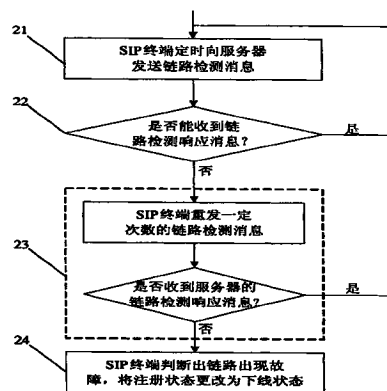 21
SIP终端定时向服务器
发送链路检测消息
22
是否能收到链
路检测响应消息?
是
否
SIP终端重发一定
次数的链路检测消息
23
是否收到服务器的
链路检测响应消息?
是
否
24
SIP终端判断出链路出现故
障，将注册状态更改为下线状态